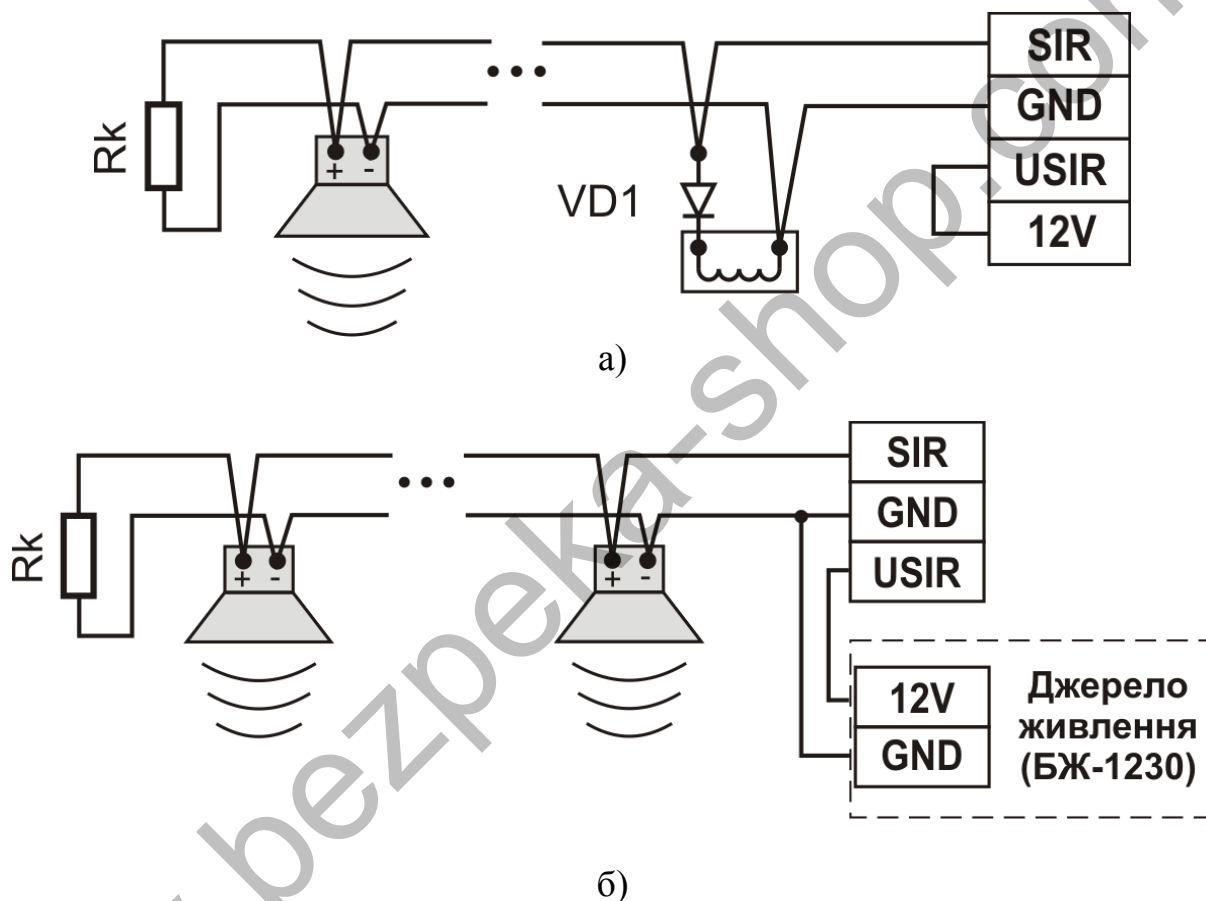 SIR
GND
Rk
+ -
VD1
USIR
12V
а)
SIR
GND
Rk
+ -
+ -
USIR
12V
GND
Джерело
живлення
(БЖ-1230)
б)
bezpeka-shop.com